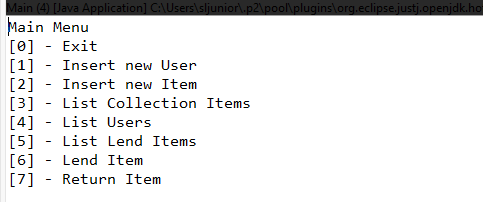 Main (4) [Java Application] C:\Users\sljunior\.p2\pool\plugins\org.eclipse.justj.openjdk.ho
Main Menu
[0] - Exit
[1] - Insert new User
[2] - Insert new Item
[3] - List Collection Items
[4] - List Users
[5] - List Lend Items
[6] - Lend Item
[7] - Return Item